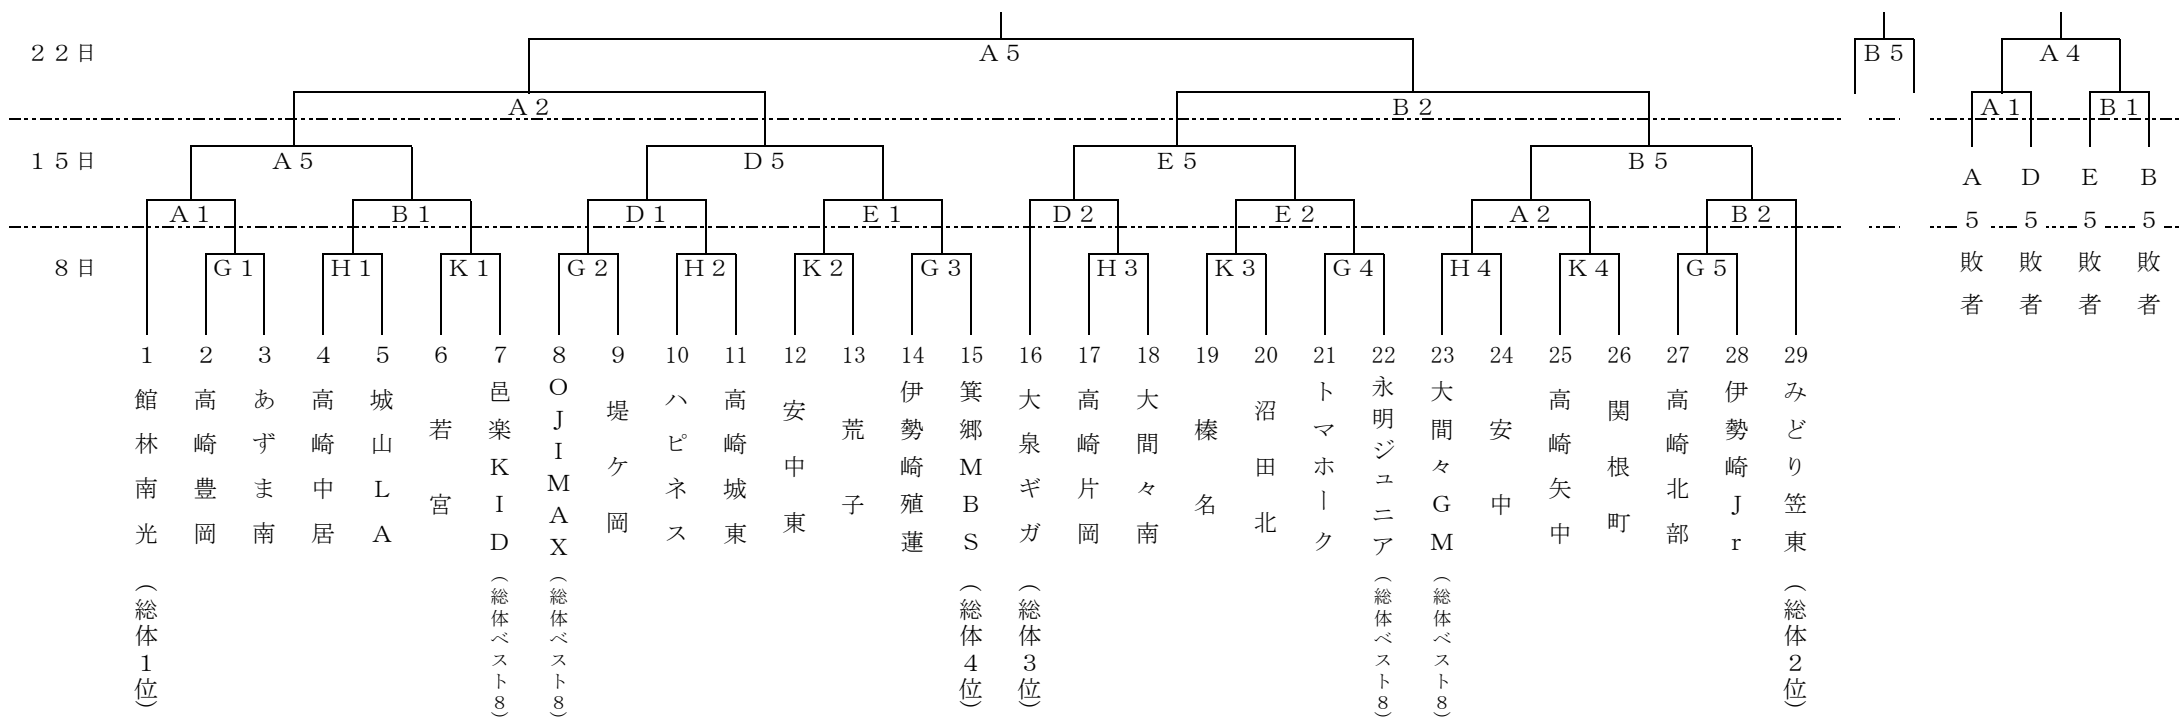 ２２日 Ａ５ Ｂ５ Ａ４
Ａ２ Ｂ２ Ａ１ Ｂ１
１５日 Ａ５ Ｄ５ Ｅ５ Ｂ５
Ａ１ Ｂ１ Ｄ１ Ｅ１ Ｄ２ Ｅ２ Ａ２ Ｂ２
８日 Ｇ１ Ｈ１ Ｋ１ Ｇ２ Ｈ２ Ｋ２ Ｇ３ Ｈ３ Ｋ３ Ｇ４ Ｈ４ Ｋ４ Ｇ５
Ａ５敗者
Ｄ５敗者
Ｅ５敗者
Ｂ５敗者
１ 館林南光（総体１位）
２ 高崎豊岡
３ あずま南
４ 高崎中居
５ 城山ＬＡ
６ 若宮
７ 邑楽ＫＩＤ（総体ベスト８）
８ ＯＪＩＭＡＸ（総体ベスト８）
９ 堤ケ岡
10 ハピネス
11 高崎城東
12 安中東
13 荒子
14 伊勢崎殖蓮
15 箕郷ＭＢＳ（総体４位）
16 大泉ギガ（総体３位）
17 高崎片岡
18 大間々南
19 榛名
20 沼田北
21 トマホーク
22 永明ジュニア（総体ベスト８）
23 大間々ＧＭ（総体ベスト８）
24 安中
25 高崎矢中
26 関根町
27 高崎北部
28 伊勢崎Ｊｒ
29 みどり笠東（総体２位）